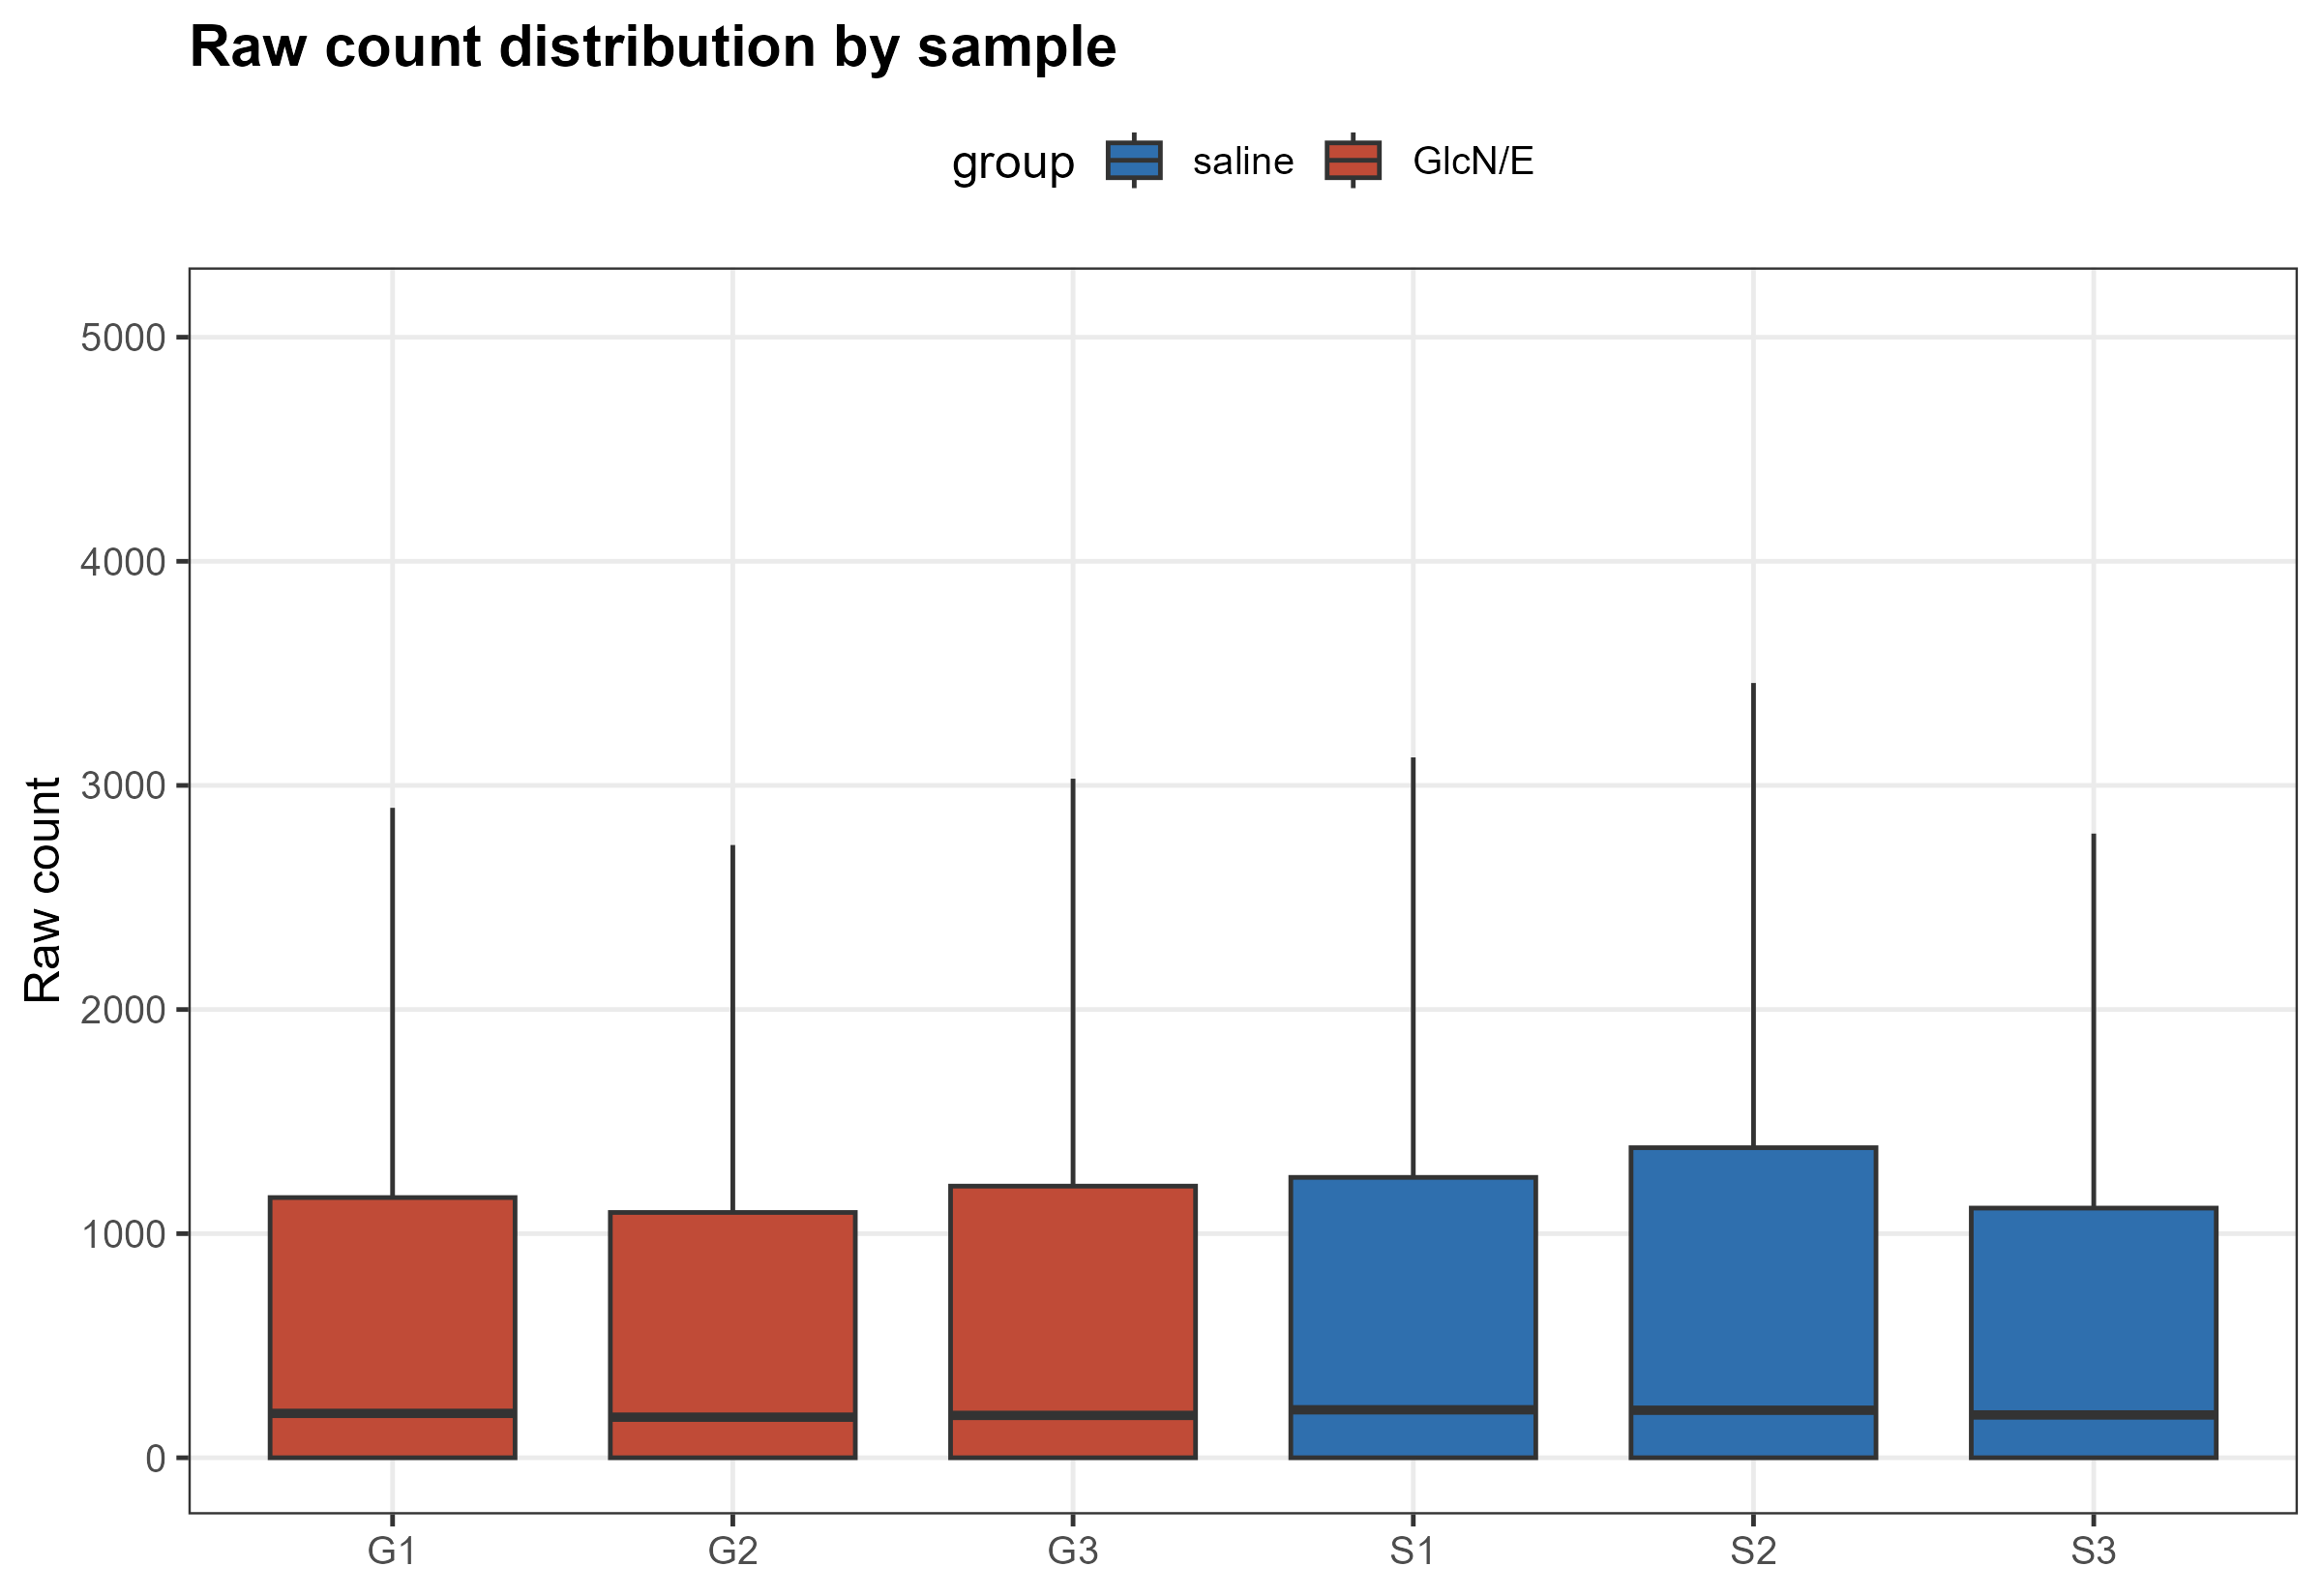 Raw count distribution by sample
group saline GlcN/E
5000
4000
3000
2000
1000
0
Raw count
G1 G2 G3 S1 S2 S3